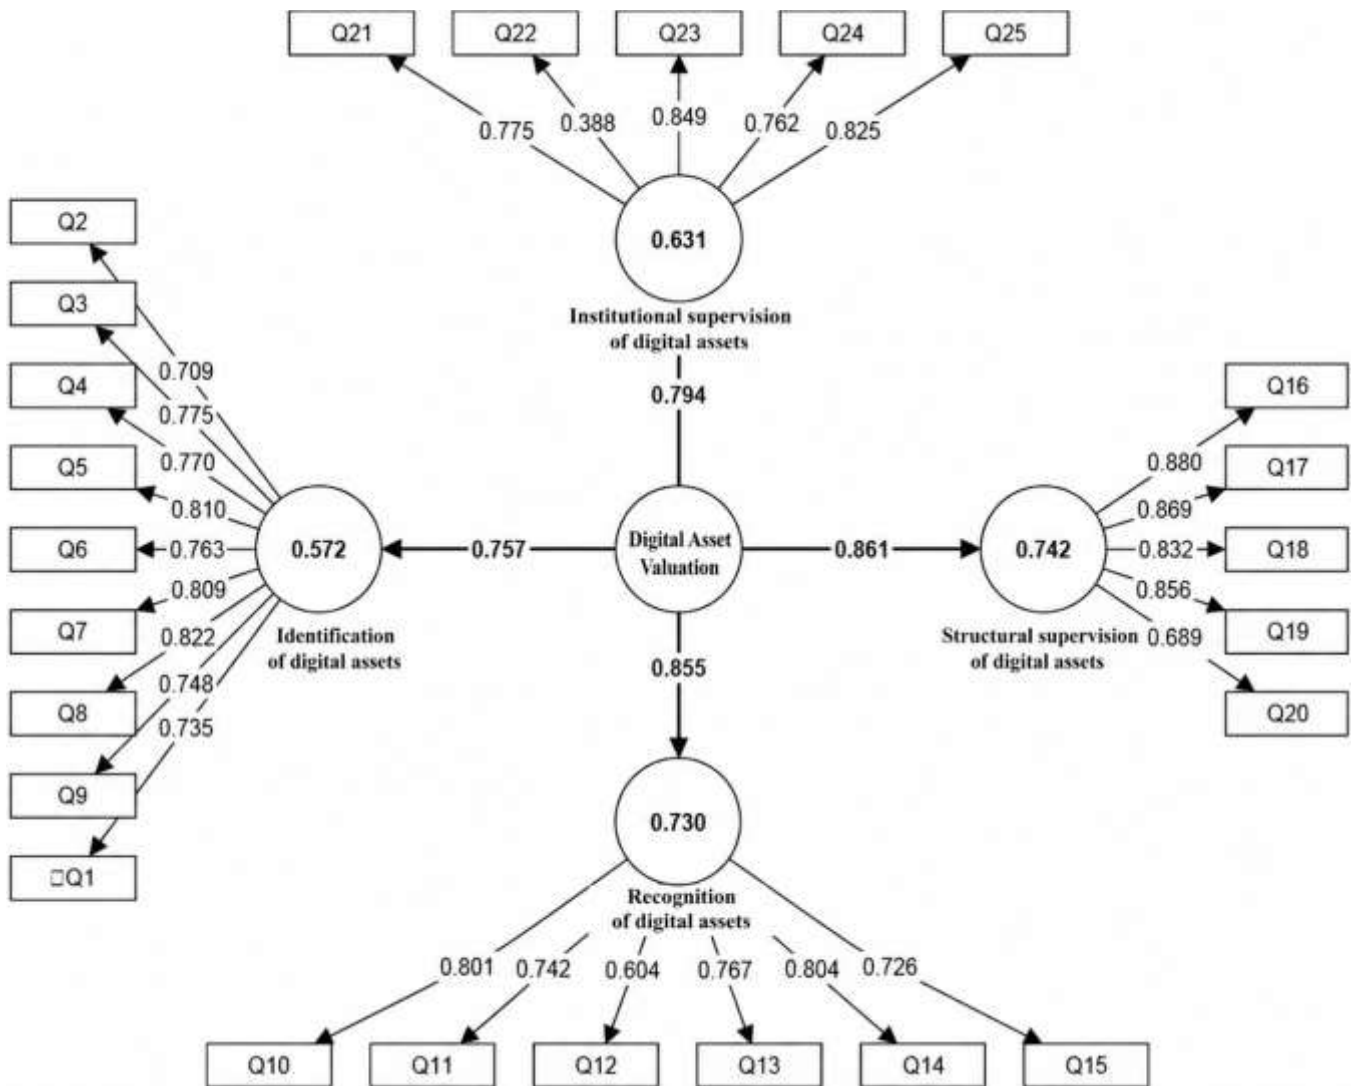 Q21 Q22 Q23 Q24 Q25
0.775 0.388 0.849 0.762 0.825
0.631
Institutional supervision
of digital assets
0.794
Q2
Q3
Q4
Q5
Q6
Q7
Q8
Q9
□Q1
0.709
0.775
0.770
0.810
0.763
0.809
0.822
0.748
0.735
0.572
Identification
of digital assets
0.757
Digital Asset
Valuation
0.861
0.742
Structural supervision
of digital assets
0.880
0.869
0.832
0.856
0.689
Q16
Q17
Q18
Q19
Q20
0.855
0.730
Recognition
of digital assets
0.801 0.742 0.604 0.767 0.804 0.726
Q10 Q11 Q12 Q13 Q14 Q15